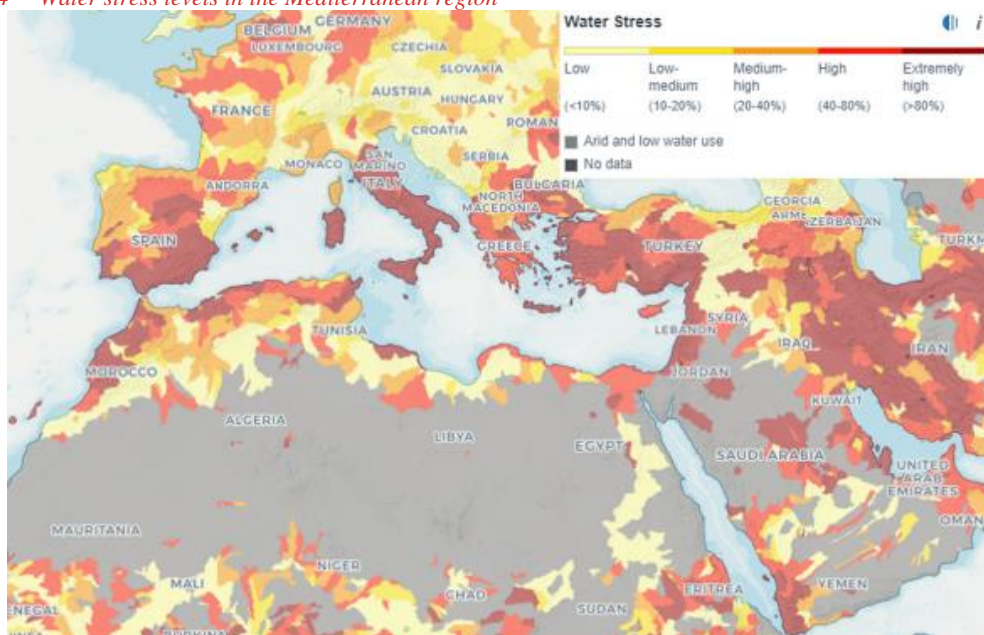 4 Water stress levels in the Mediterranean region
Water Stress
Low
Low-medium
Medium-high
High
Extremely high
(<10%)
(10-20%)
(20-40%)
(40-80%)
(>80%)
Arid and low water use
No data
BELGIUM
GERMANY
LUXEMBOURG
CZECHIA
SLOVAKIA
AUSTRIA
HUNGARY
FRANCE
ROMAN
CROATIA
SERBIA
MONACO
SAN MARINO
ITALY
ANDORRA
BULGARIA
NORTH MACEDONIA
GEORGIA
ARME
ZERBAIJAN
SPAIN
GREECE
TURKEY
TURKM
TUNISIA
SYRIA
LEBANON
IRAQ
IRAN
MOROCCO
JORDAN
KUWAIT
ALGERIA
LIBYA
EGYPT
SAUDI ARABIA
UNITED ARAB EMIRATES
OMAN
MAURITANIA
NIGER
MALI
CHAD
ERITREA
YEMEN
SUDAN
ENEGAL
BURKINA